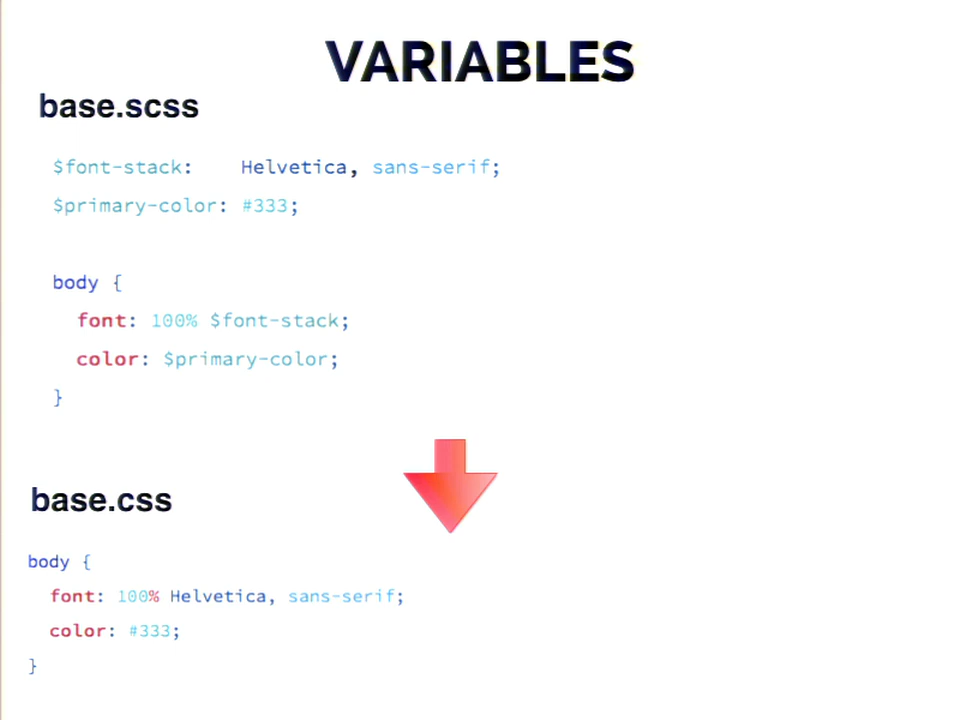 VARIABLES
base.scss
$font-stack:    Helvetica, sans-serif;
$primary-color: #333;
body {
  font: 100% $font-stack;
  color: $primary-color;
}
base.css
body {
  font: 100% Helvetica, sans-serif;
  color: #333;
}